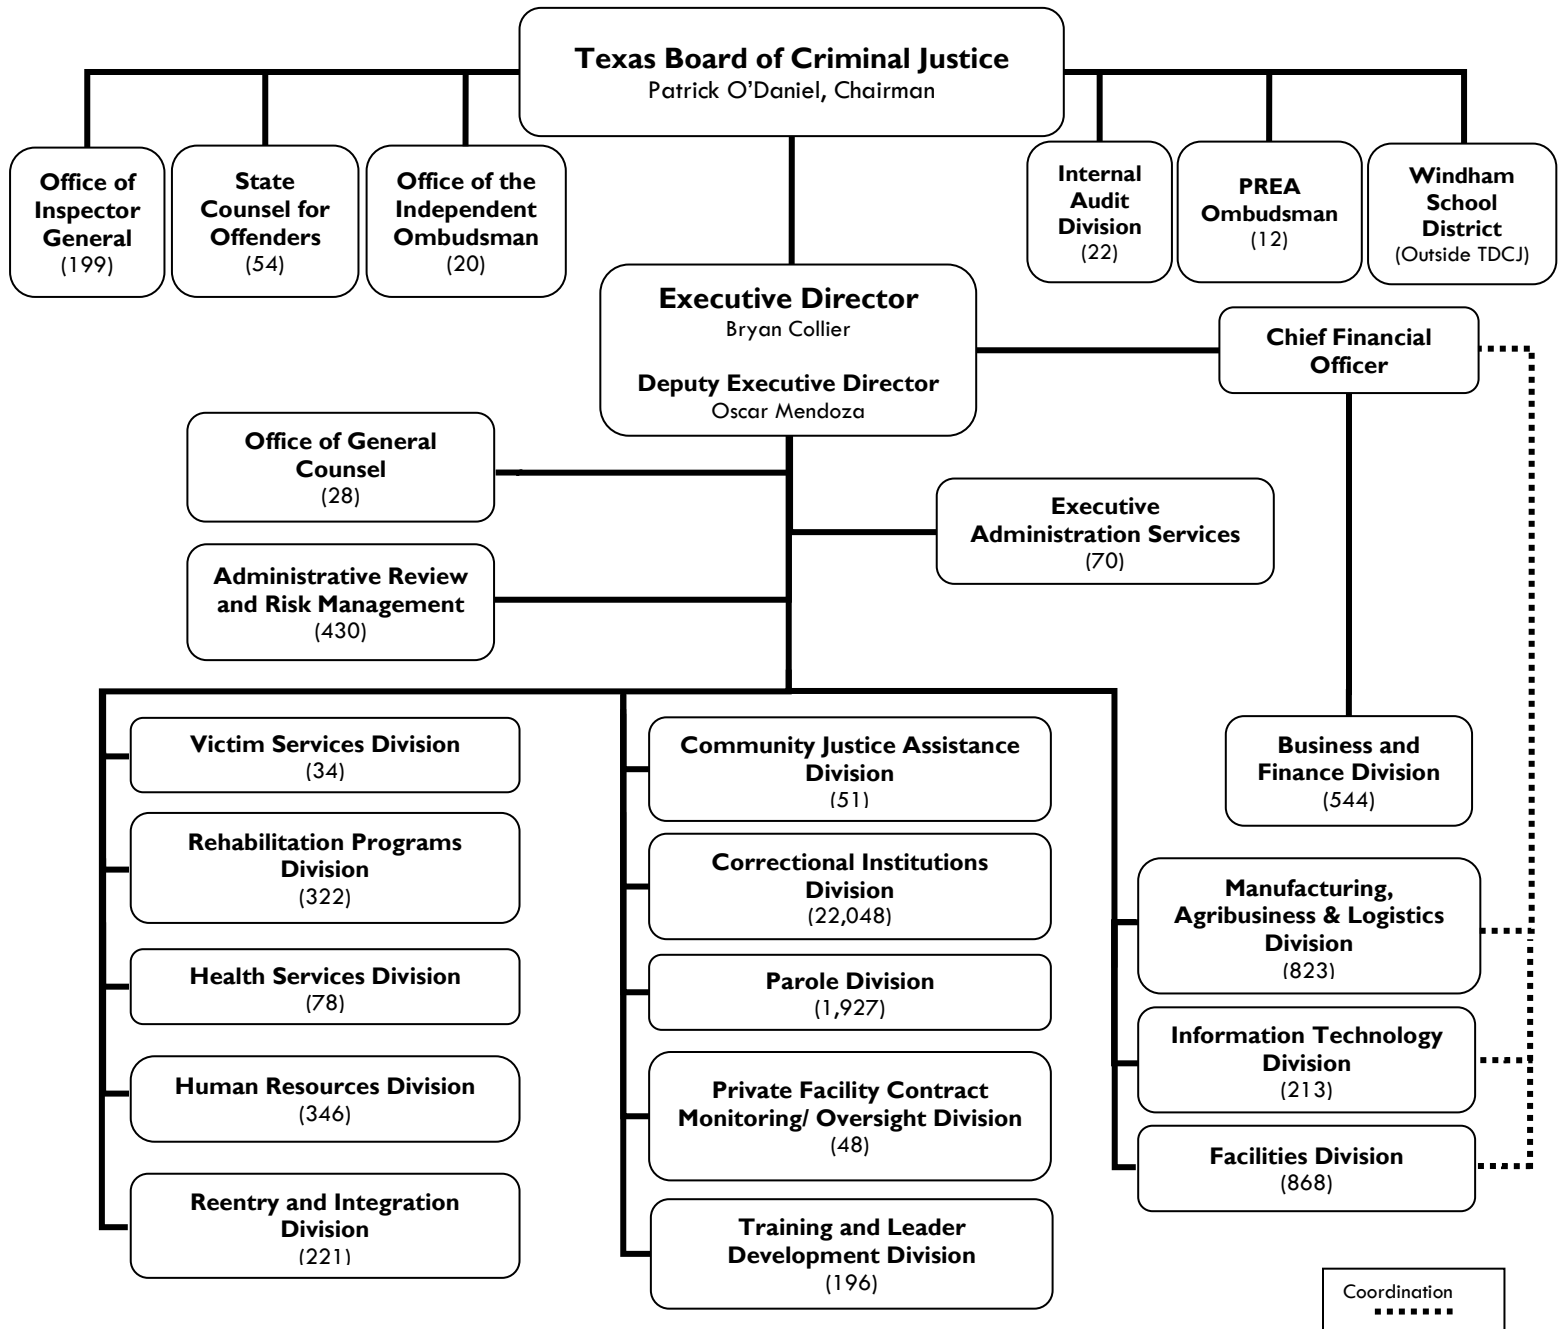 Texas Board of Criminal Justice
Patrick O'Daniel, Chairman
Office of
Inspector
General
(199)
State
Counsel for
Offenders
(54)
Office of the
Independent
Ombudsman
(20)
Internal
Audit
Division
(22)
PREA
Ombudsman
(12)
Windham
School
District
(Outside TDCJ)
Executive Director
Bryan Collier
Deputy Executive Director
Oscar Mendoza
Chief Financial
Officer
Office of General
Counsel
(28)
Executive
Administration Services
(70)
Administrative Review
and Risk Management
(430)
Victim Services Division
(34)
Rehabilitation Programs
Division
(322)
Health Services Division
(78)
Human Resources Division
(346)
Reentry and Integration
Division
(221)
Community Justice Assistance
Division
(51)
Correctional Institutions
Division
(22,048)
Parole Division
(1,927)
Private Facility Contract
Monitoring/ Oversight Division
(48)
Training and Leader
Development Division
(196)
Business and
Finance Division
(544)
Manufacturing,
Agribusiness & Logistics
Division
(823)
Information Technology
Division
(213)
Facilities Division
(868)
Coordination